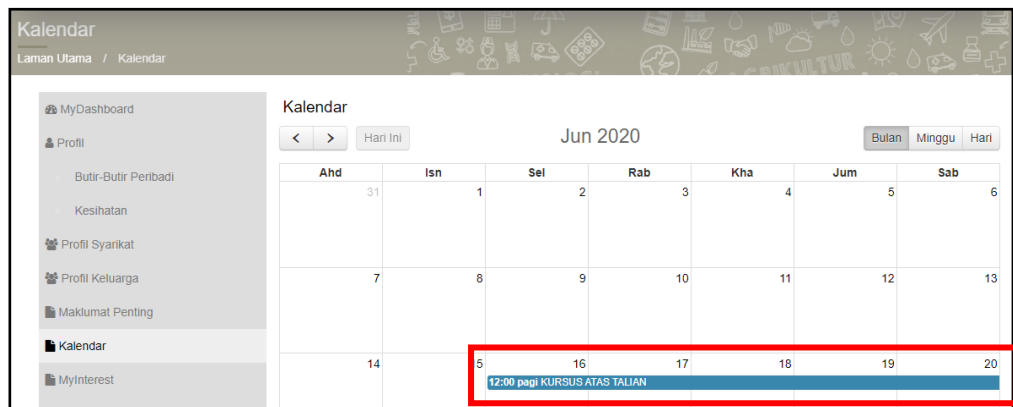 Kalendar
Laman Utama / Kalendar
AGRIKULTUR
MyDashboard
Profil
Butir-Butir Peribadi
Kesihatan
Profil Syarikat
Profil Keluarga
Maklumat Penting
Kalendar
MyInterest
Kalendar
< > Hari Ini Jun 2020 Bulan Minggu Hari
Ahd Isn Sel Rab Kha Jum Sab
31 1 2 3 4 5 6
7 8 9 10 11 12 13
14 15 16 17 18 19 20
12:00 pagi KURSUS ATAS TALIAN